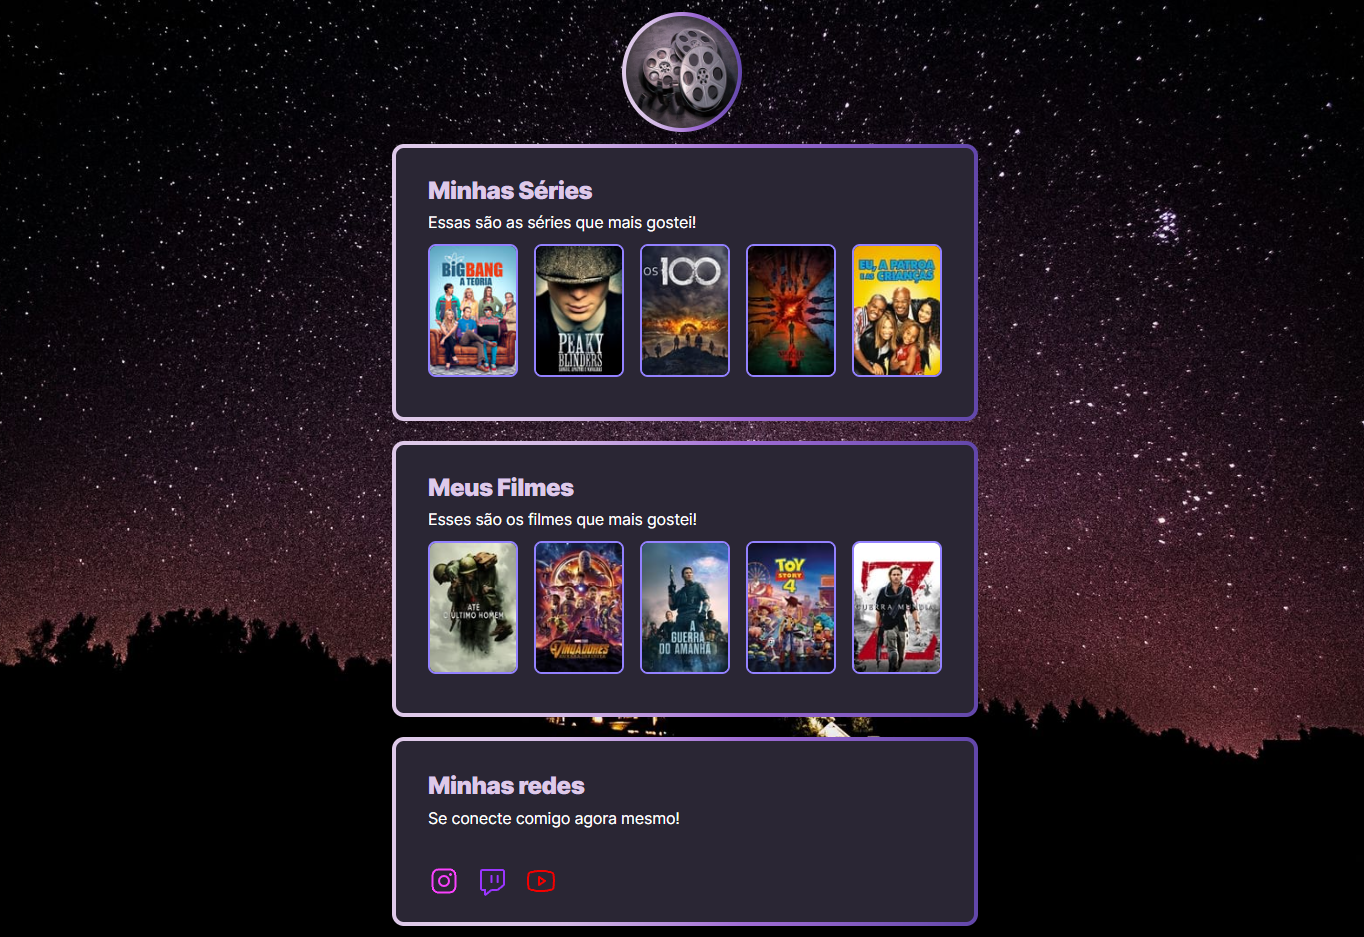 Minhas Séries
Essas são as séries que mais gostei!
BIG BANG
A TEORIA
PEAKY
BLINDERS
OS 100
EU, A PATROA
E AS CRIANÇAS
Meus Filmes
Esses são os filmes que mais gostei!
ATÉ
O ÚLTIMO HOMEM
VINGADORES
A
GUERRA
DO AMANHÃ
TOY
STORY
4
GUERRA MUNDIAL
Z
Minhas redes
Se conecte comigo agora mesmo!